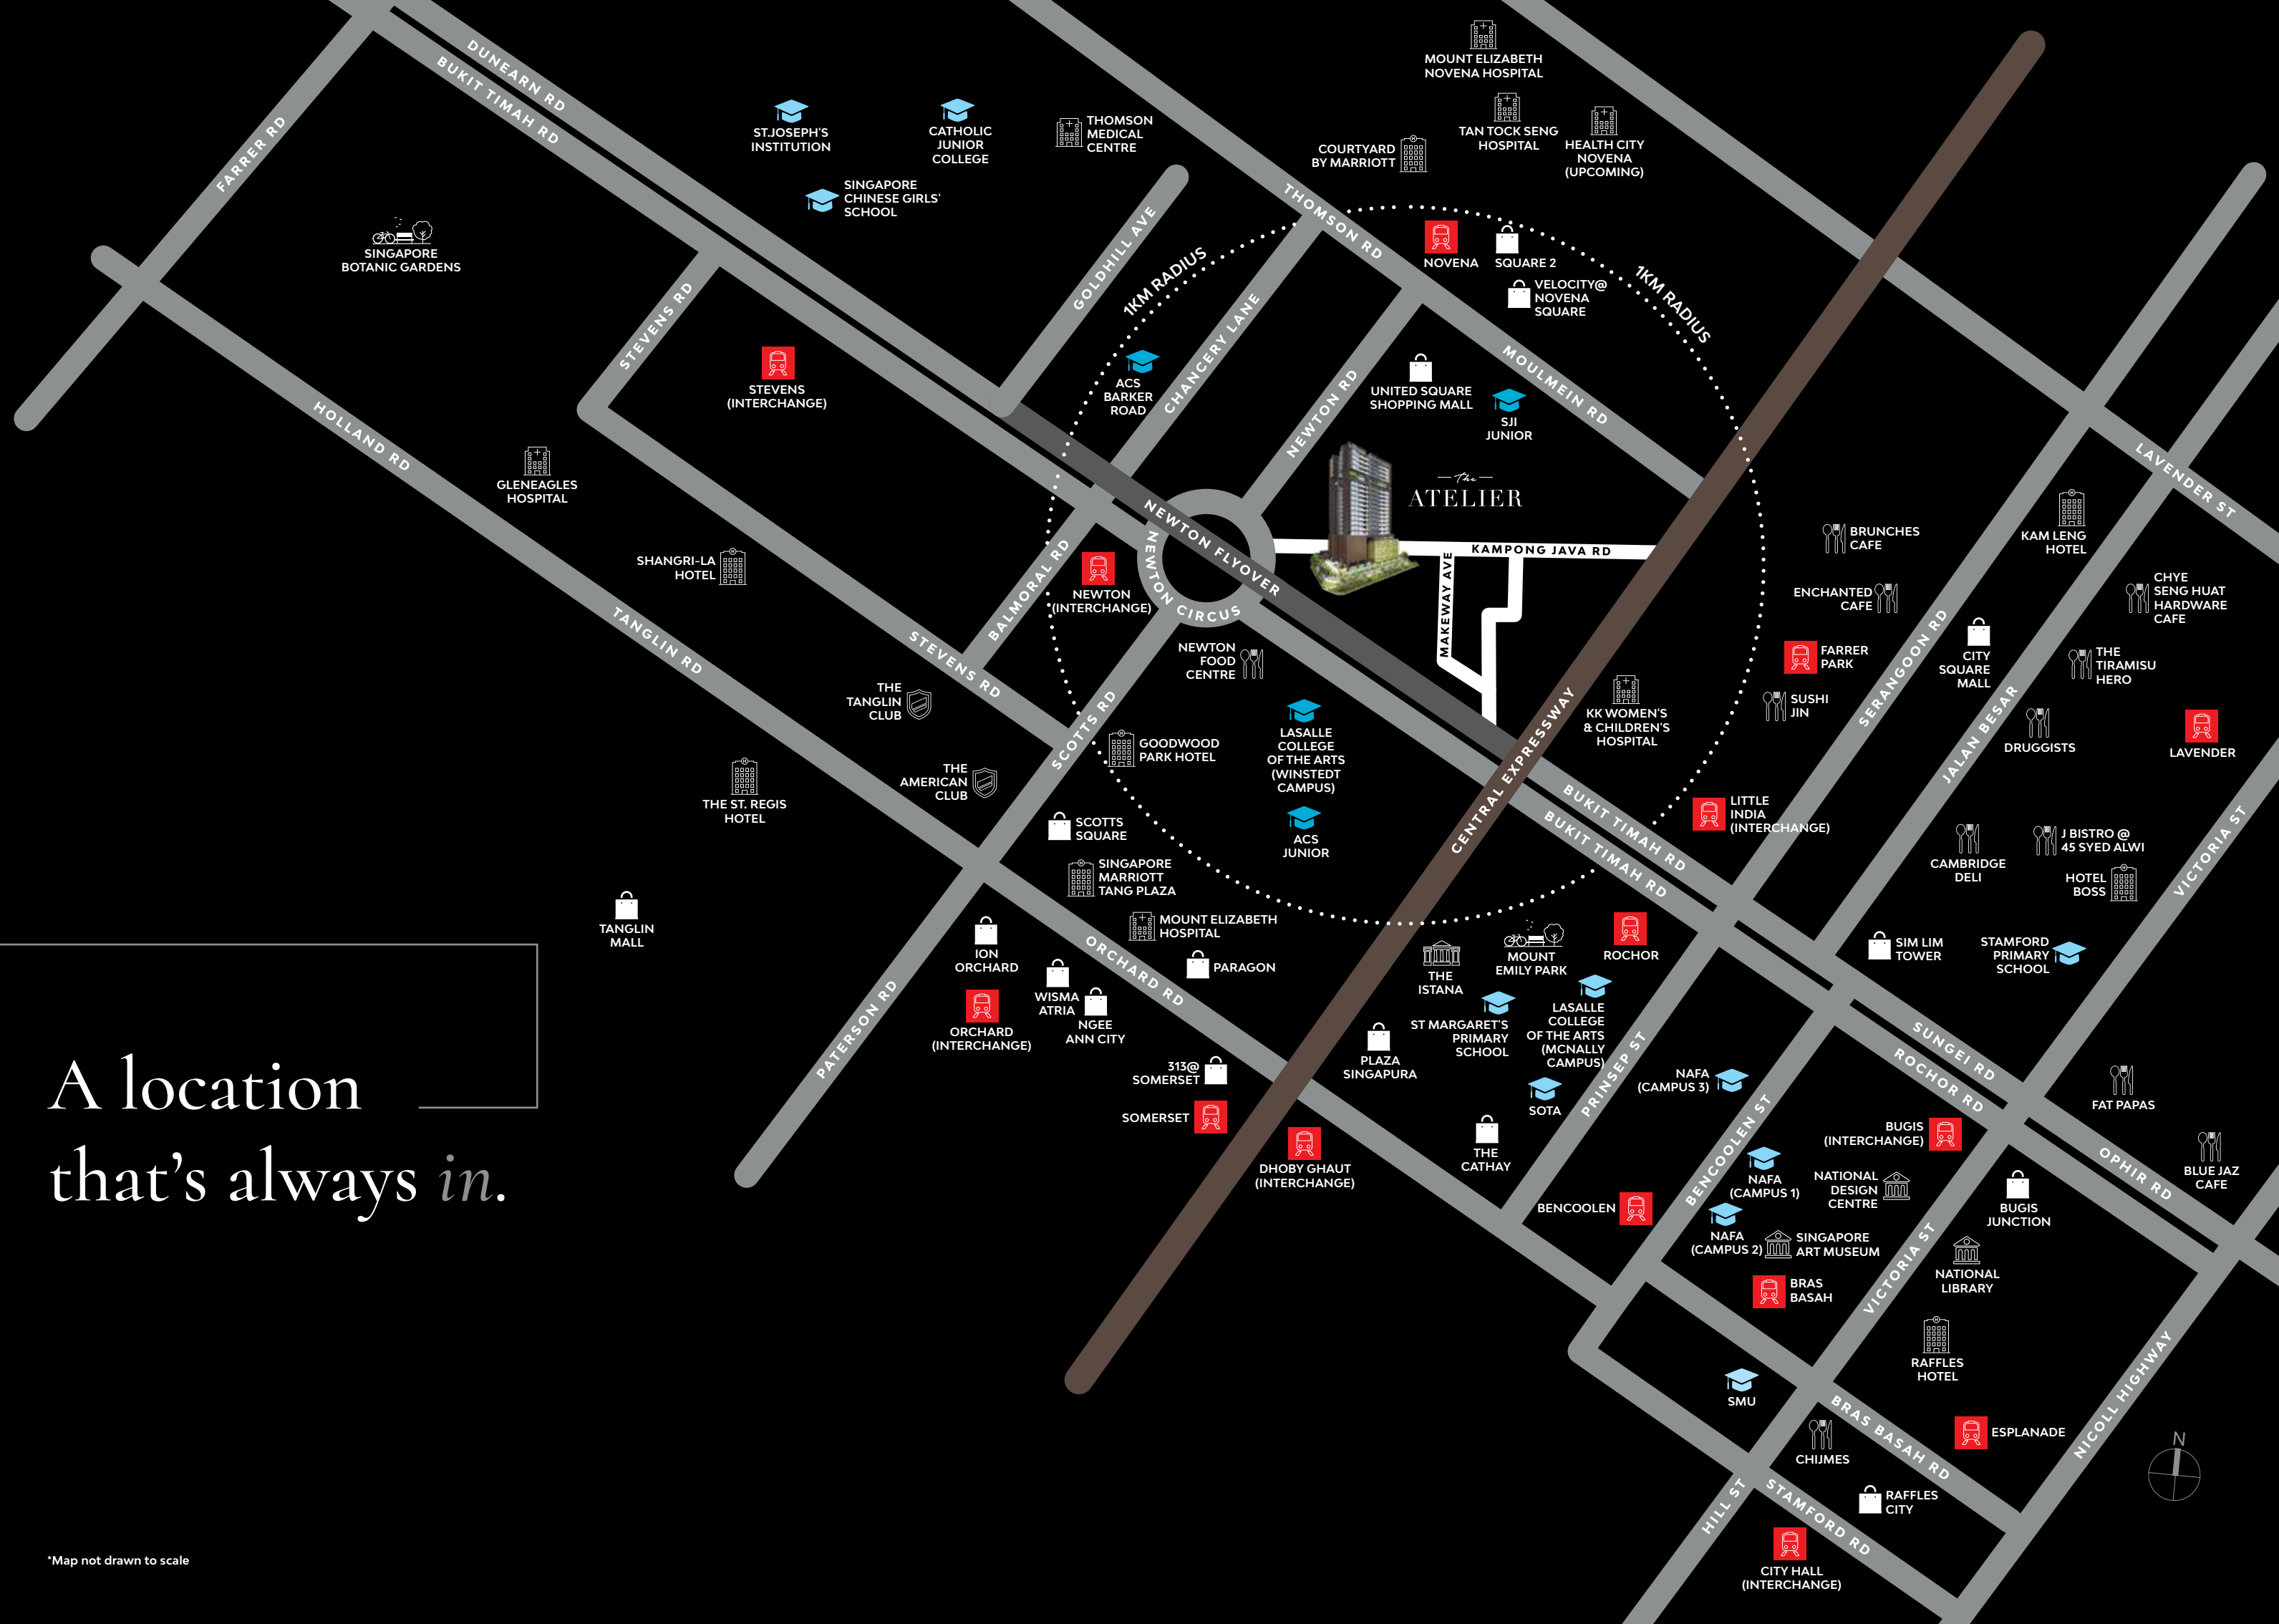 DUNEARN RD
BUKIT TIMAH RD
FARRER RD
SINGAPORE
BOTANIC GARDENS
ST.JOSEPH'S
INSTITUTION
CATHOLIC
JUNIOR
COLLEGE
SINGAPORE
CHINESE GIRLS'
SCHOOL
THOMSON
MEDICAL
CENTRE
MOUNT ELIZABETH
NOVENA HOSPITAL
TAN TOCK SENG
HOSPITAL
HEALTH CITY
NOVENA
(UPCOMING)
COURTYARD
BY MARRIOTT
THOMSON RD
GOLDHILL AVE
1KM RADIUS
1KM RADIUS
NOVENA
SQUARE 2
VELOCITY@
NOVENA
SQUARE
STEVENS RD
STEVENS
(INTERCHANGE)
CHANCERY LANE
ACS
BARKER
ROAD
NEWTON RD
UNITED SQUARE
SHOPPING MALL
SJI
JUNIOR
MOULMEIN RD
HOLLAND RD
GLENEAGLES
HOSPITAL
The
ATELIER
LAVENDER ST
NEWTON FLYOVER
NEWTON CIRCUS
KAMPONG JAVA RD
MAKEWAY AVE
BRUNCHES
CAFE
KAM LENG
HOTEL
SHANGRI-LA
HOTEL
NEWTON
(INTERCHANGE)
BALMORAL RD
ENCHANTED
CAFE
CHYE
SENG HUAT
HARDWARE
CAFE
TANGLIN RD
STEVENS RD
NEWTON
FOOD
CENTRE
FARRER
PARK
SERANGOON RD
CITY
SQUARE
MALL
THE
TIRAMISU
HERO
THE
TANGLIN
CLUB
SCOTTS RD
GOODWOOD
PARK HOTEL
LASALLE
COLLEGE
OF THE ARTS
(WINSTEDT
CAMPUS)
CENTRAL EXPRESSWAY
KK WOMEN'S
& CHILDREN'S
HOSPITAL
SUSHI
JIN
JALAN BESAR
DRUGGISTS
LAVENDER
THE
AMERICAN
CLUB
THE ST. REGIS
HOTEL
SCOTTS
SQUARE
ACS
JUNIOR
BUKIT TIMAH RD
BUKIT TIMAH RD
LITTLE
INDIA
(INTERCHANGE)
CAMBRIDGE
DELI
J BISTRO @
45 SYED ALWI
HOTEL
BOSS
VICTORIA ST
SINGAPORE
MARRIOTT
TANG PLAZA
TANGLIN
MALL
MOUNT ELIZABETH
HOSPITAL
ION
ORCHARD
ORCHARD RD
PARAGON
THE
ISTANA
MOUNT
EMILY PARK
ROCHOR
SIM LIM
TOWER
STAMFORD
PRIMARY
SCHOOL
WISMA
ATRIA
NGEE
ANN CITY
ORCHARD
(INTERCHANGE)
PATERSON RD
313@
SOMERSET
SOMERSET
PLAZA
SINGAPURA
ST MARGARET'S
PRIMARY
SCHOOL
LASALLE
COLLEGE
OF THE ARTS
(MCNALLY
CAMPUS)
SOTA
PRINSEP ST
NAFA
(CAMPUS 3)
SUNGEI RD
ROCHOR RD
FAT PAPAS
DHOBY GHAUT
(INTERCHANGE)
THE
CATHAY
BENCOOLEN
BENCOOLEN ST
NAFA
(CAMPUS 1)
BUGIS
(INTERCHANGE)
NATIONAL
DESIGN
CENTRE
BUGIS
JUNCTION
OPHIR RD
BLUE JAZ
CAFE
NAFA
(CAMPUS 2)
SINGAPORE
ART MUSEUM
VICTORIA ST
NATIONAL
LIBRARY
BRAS
BASAH
RAFFLES
HOTEL
NICOLL HIGHWAY
SMU
CHIJMES
BRAS BASAH RD
ESPLANADE
N
HILL ST
STAMFORD RD
RAFFLES
CITY
CITY HALL
(INTERCHANGE)
A location
that's always in.
*Map not drawn to scale